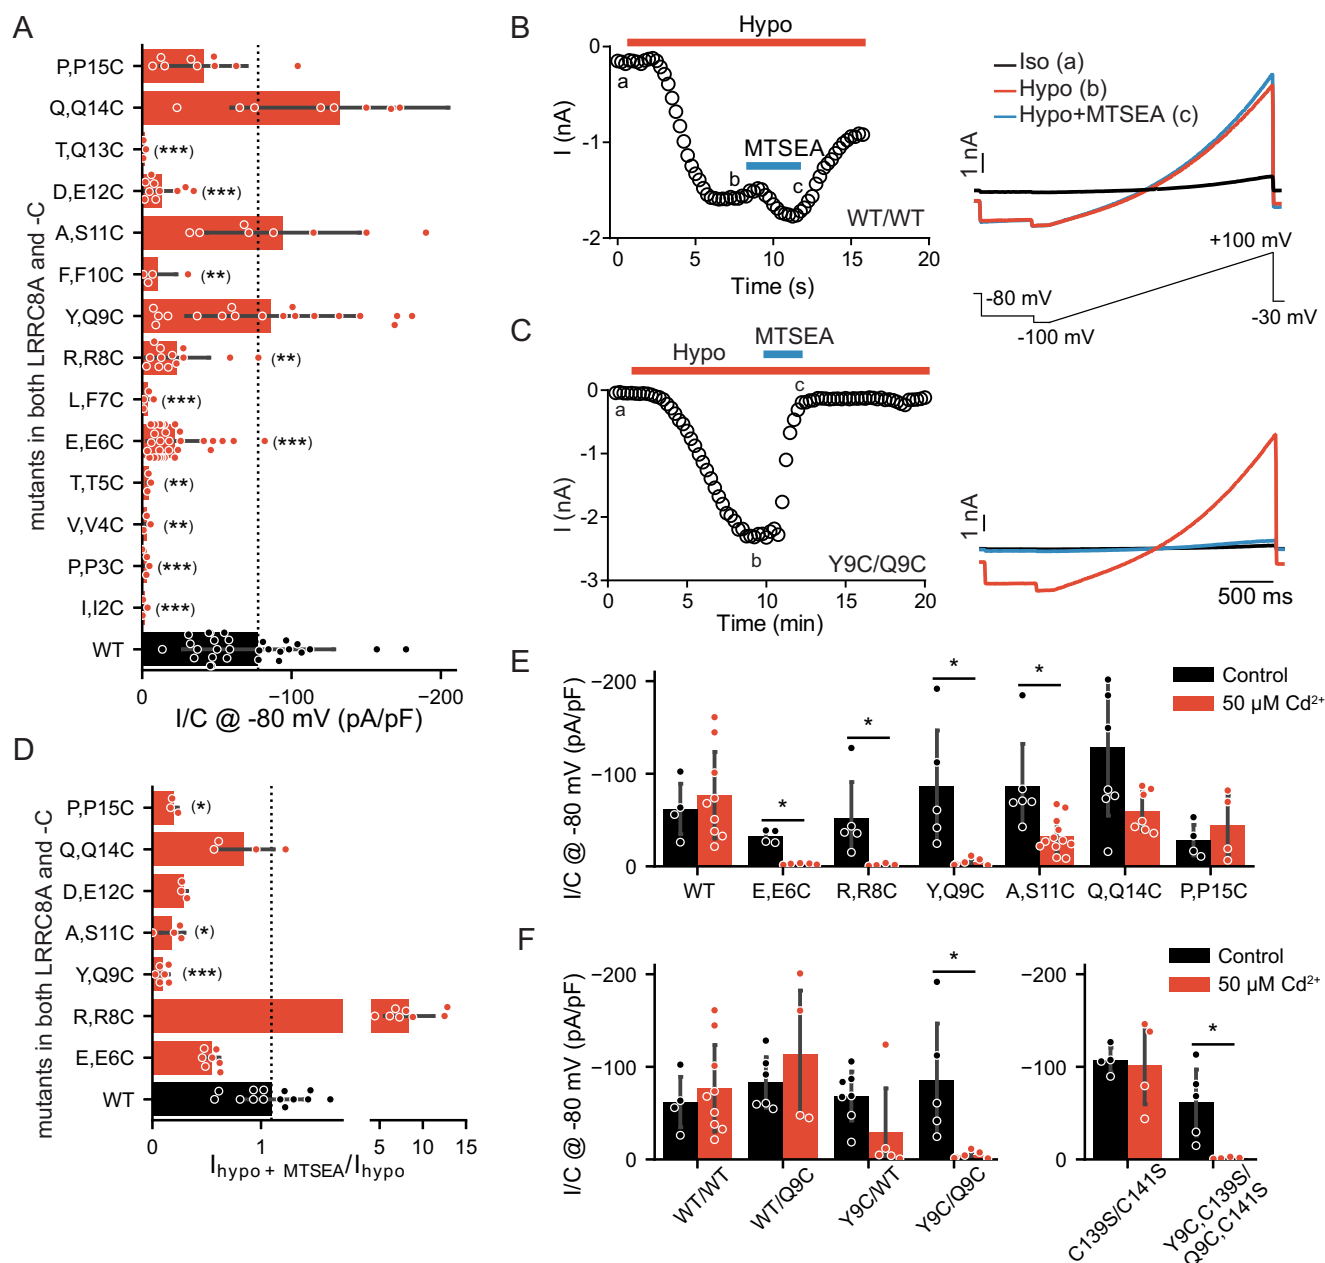 A
mutants in both LRRC8A and -C
P,P15C
Q,Q14C
T,Q13C (***)
D,E12C (***)
A,S11C
F,F10C (**)
Y,Q9C
R,R8C (**)
L,F7C (***)
E,E6C (***)
T,T5C (**)
V,V4C (**)
P,P3C (***)
I,I2C (***)
WT
0 −100 −200
I/C @ -80 mV (pA/pF)
B
Hypo
I (nA)
0
-1
-2
a
b
MTSEA
c
WT/WT
0 5 10 15 20
Time (s)
Iso (a)
Hypo (b)
Hypo+MTSEA (c)
1 nA
+100 mV
-80 mV
-100 mV
-30 mV
C
MTSEA
Hypo
I (nA)
0
-1
-2
-3
a
b
c
Y9C/Q9C
0 5 10 15 20
Time (min)
1 nA
500 ms
D
mutants in both LRRC8A and -C
P,P15C (*)
Q,Q14C
D,E12C
A,S11C (*)
Y,Q9C (***)
R,R8C
E,E6C
WT
0 1 5 10 15
Ihypo + MTSEA/Ihypo
E
I/C @ -80 mV (pA/pF)
−200
−100
0
* * * *
Control
50 µM Cd²⁺
WT E,E6C R,R8C Y,Q9C A,S11C Q,Q14C P,P15C
F
I/C @ -80 mV (pA/pF)
−200
−100
0
*
WT/WT WT/Q9C Y9C/WT Y9C/Q9C
Control
50 µM Cd²⁺
−200
−100
0
*
C139S/C141S
Y9C,C139S/
Q9C,C141S